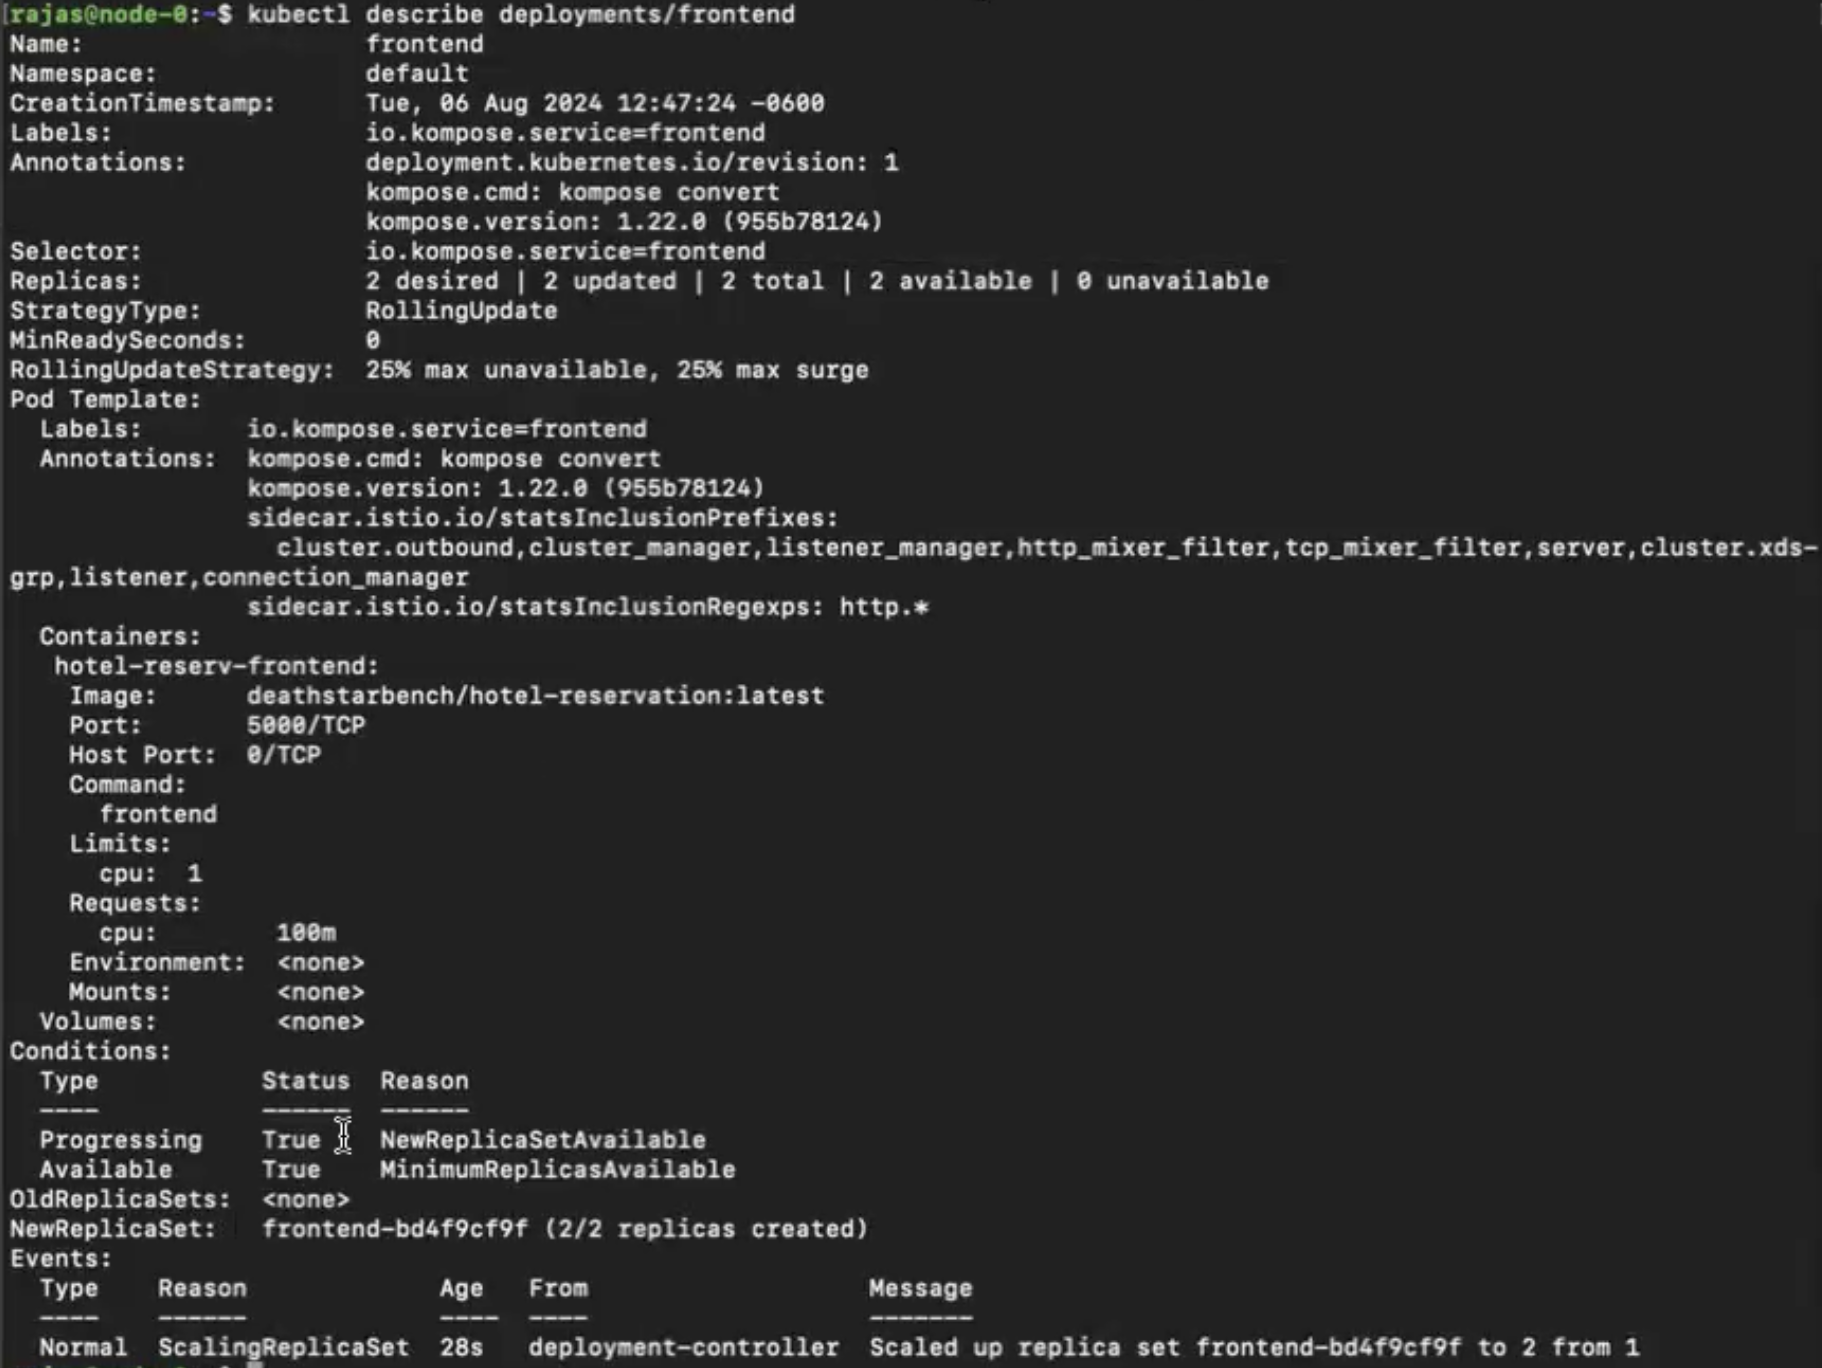 [rajas@node-0:~$ kubectl describe deployments/frontend
Name:                   frontend
Namespace:              default
CreationTimestamp:      Tue, 06 Aug 2024 12:47:24 -0600
Labels:                 io.kompose.service=frontend
Annotations:            deployment.kubernetes.io/revision: 1
                        kompose.cmd: kompose convert
                        kompose.version: 1.22.0 (955b78124)
Selector:               io.kompose.service=frontend
Replicas:               2 desired | 2 updated | 2 total | 2 available | 0 unavailable
StrategyType:           RollingUpdate
MinReadySeconds:        0
RollingUpdateStrategy:  25% max unavailable, 25% max surge
Pod Template:
  Labels:       io.kompose.service=frontend
  Annotations:  kompose.cmd: kompose convert
                kompose.version: 1.22.0 (955b78124)
                sidecar.istio.io/statsInclusionPrefixes:
                  cluster.outbound,cluster_manager,listener_manager,http_mixer_filter,tcp_mixer_filter,server,cluster.xds-
grp,listener,connection_manager
                sidecar.istio.io/statsInclusionRegexps: http.*
  Containers:
   hotel-reserv-frontend:
    Image:      deathstarbench/hotel-reservation:latest
    Port:       5000/TCP
    Host Port:  0/TCP
    Command:
      frontend
    Limits:
      cpu:  1
    Requests:
      cpu:        100m
    Environment:  <none>
    Mounts:       <none>
  Volumes:        <none>
Conditions:
  Type           Status  Reason
  ----           ------  ------
  Progressing    True    NewReplicaSetAvailable
  Available      True    MinimumReplicasAvailable
OldReplicaSets:  <none>
NewReplicaSet:   frontend-bd4f9cf9f (2/2 replicas created)
Events:
  Type    Reason             Age   From                   Message
  ----    ------             ----  ----                   -------
  Normal  ScalingReplicaSet  28s   deployment-controller  Scaled up replica set frontend-bd4f9cf9f to 2 from 1